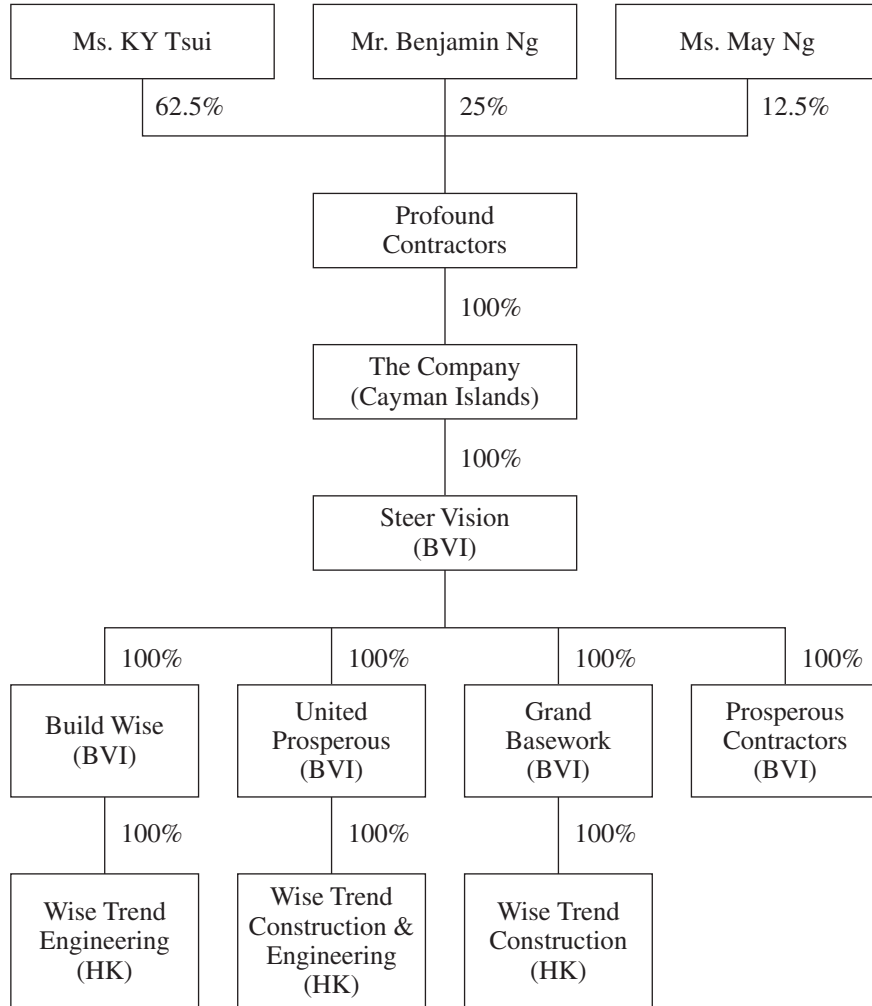 Ms. KY Tsui
Mr. Benjamin Ng
Ms. May Ng
62.5%
25%
12.5%
Profound
Contractors
100%
The Company
(Cayman Islands)
100%
Steer Vision
(BVI)
100%
100%
100%
100%
Build Wise
(BVI)
United
Prosperous
(BVI)
Grand
Basework
(BVI)
Prosperous
Contractors
(BVI)
100%
100%
100%
Wise Trend
Engineering
(HK)
Wise Trend
Construction &
Engineering
(HK)
Wise Trend
Construction
(HK)